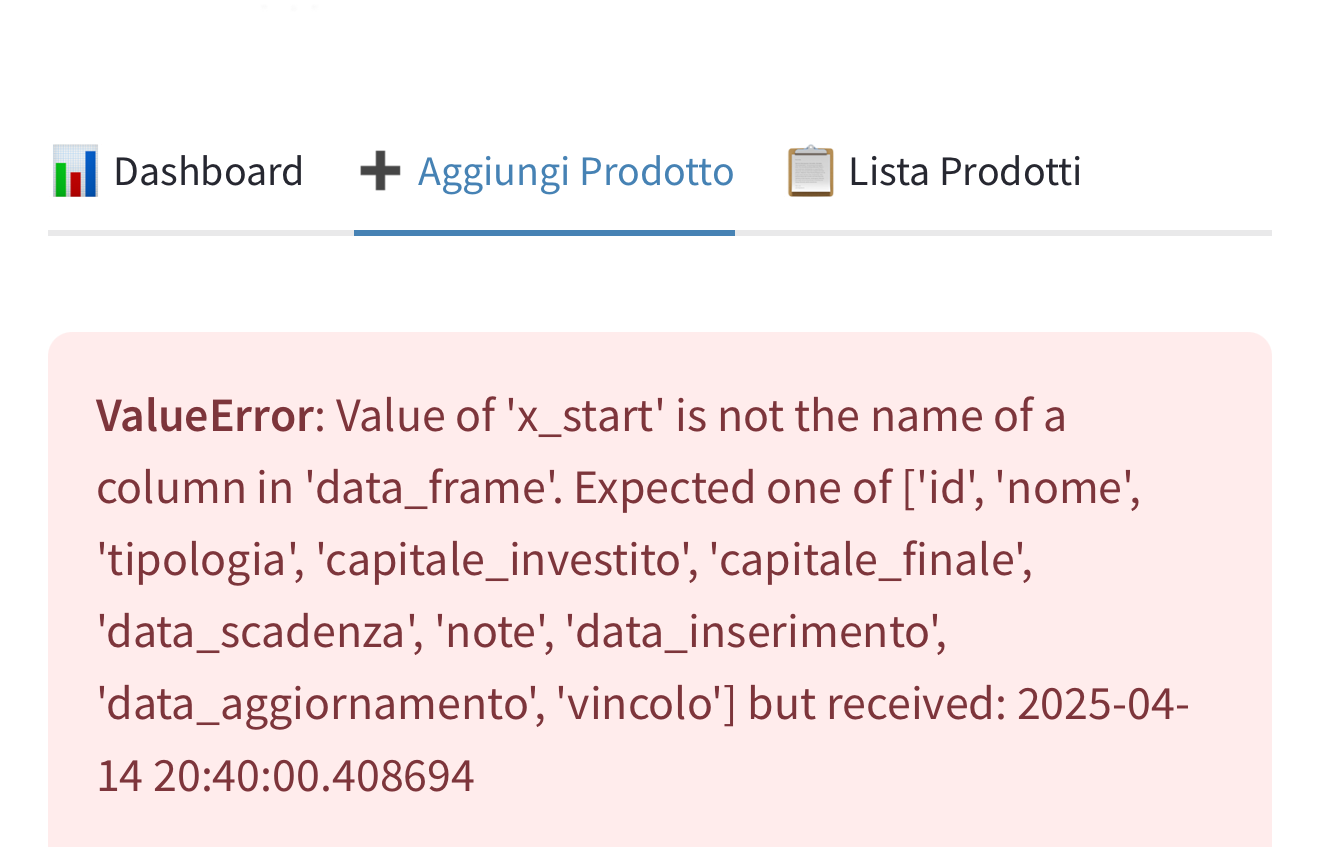 Dashboard Aggiungi Prodotto Lista Prodotti
ValueError: Value of 'x_start' is not the name of a
column in 'data_frame'. Expected one of ['id', 'nome',
'tipologia', 'capitale_investito', 'capitale_finale',
'data_scadenza', 'note', 'data_inserimento',
'data_aggiornamento', 'vincolo'] but received: 2025-04-
14 20:40:00.408694